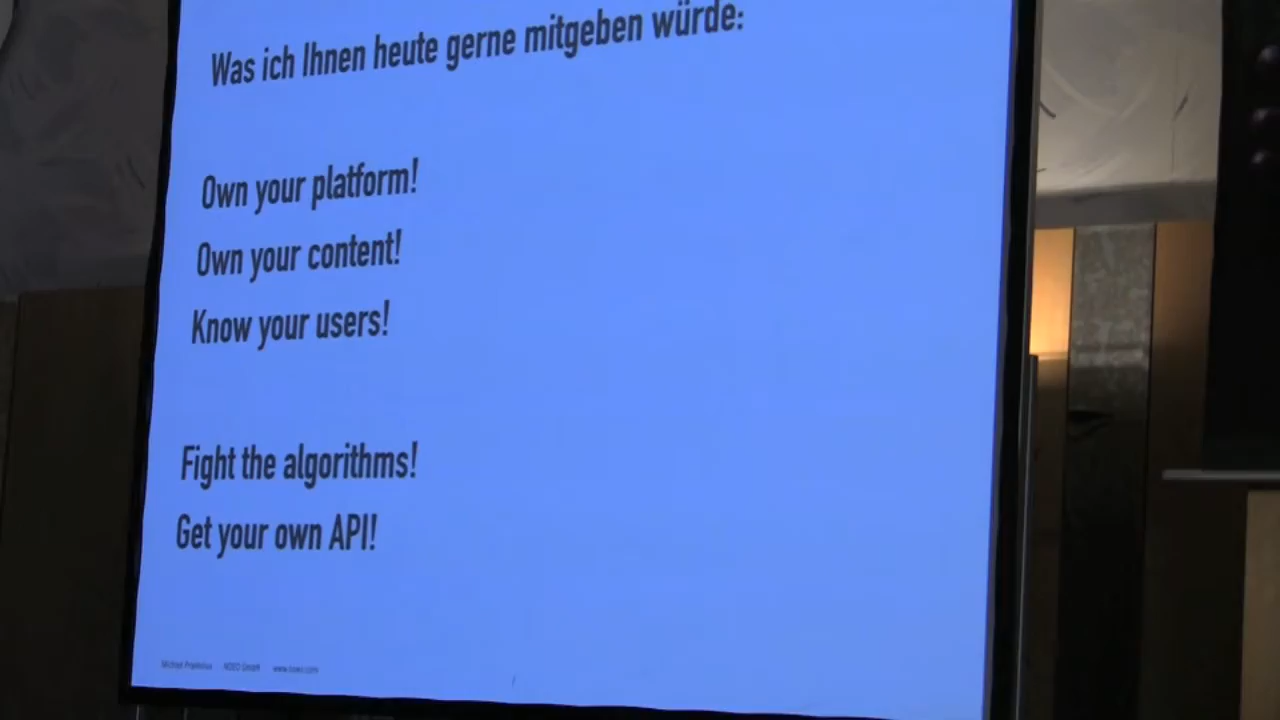 Was ich Ihnen heute gerne mitgeben würde:
Own your platform!
Own your content!
Know your users!
Fight the algorithms!
Get your own API!